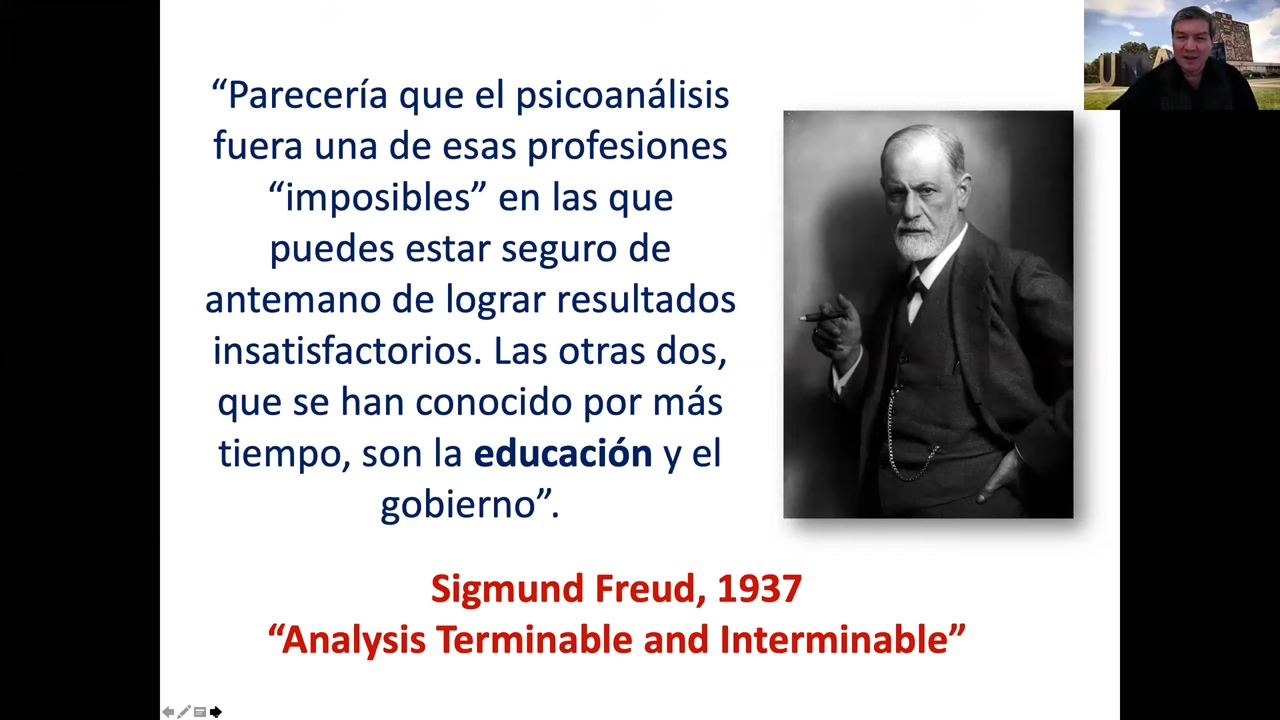 “Parecería que el psicoanálisis
fuera una de esas profesiones
“imposibles” en las que
puedes estar seguro de
antemano de lograr resultados
insatisfactorios. Las otras dos,
que se han conocido por más
tiempo, son la educación y el
gobierno”.
Sigmund Freud, 1937
“Analysis Terminable and Interminable”